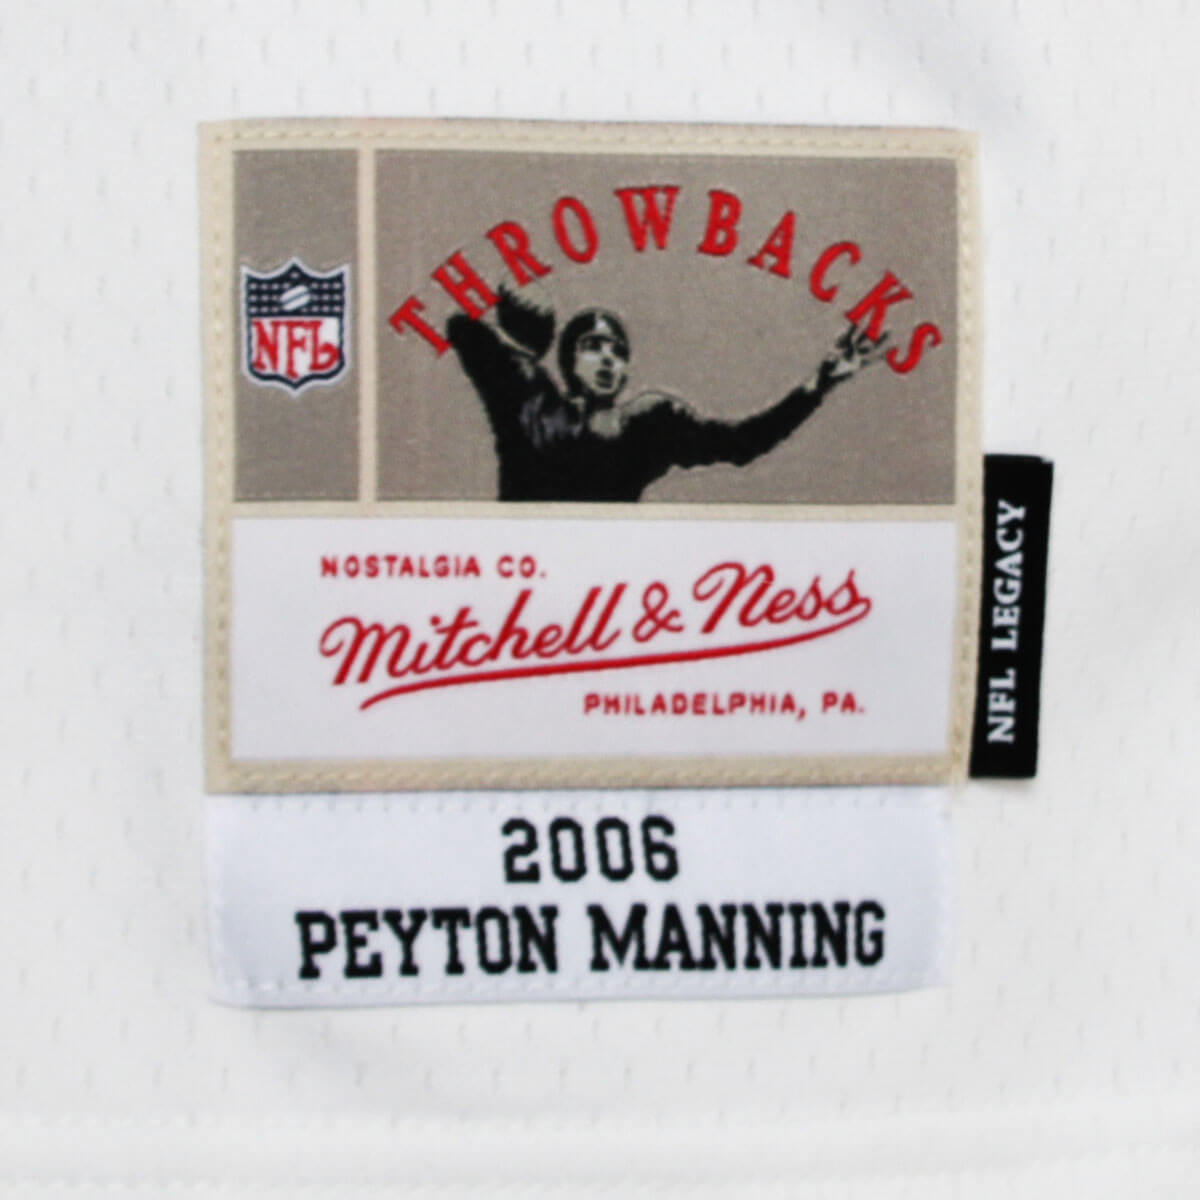 THROWBACKS
NFL
NOSTALGIA CO.
Mitchell & Ness
PHILADELPHIA, PA.
NFL LEGACY
2006
PEYTON MANNING